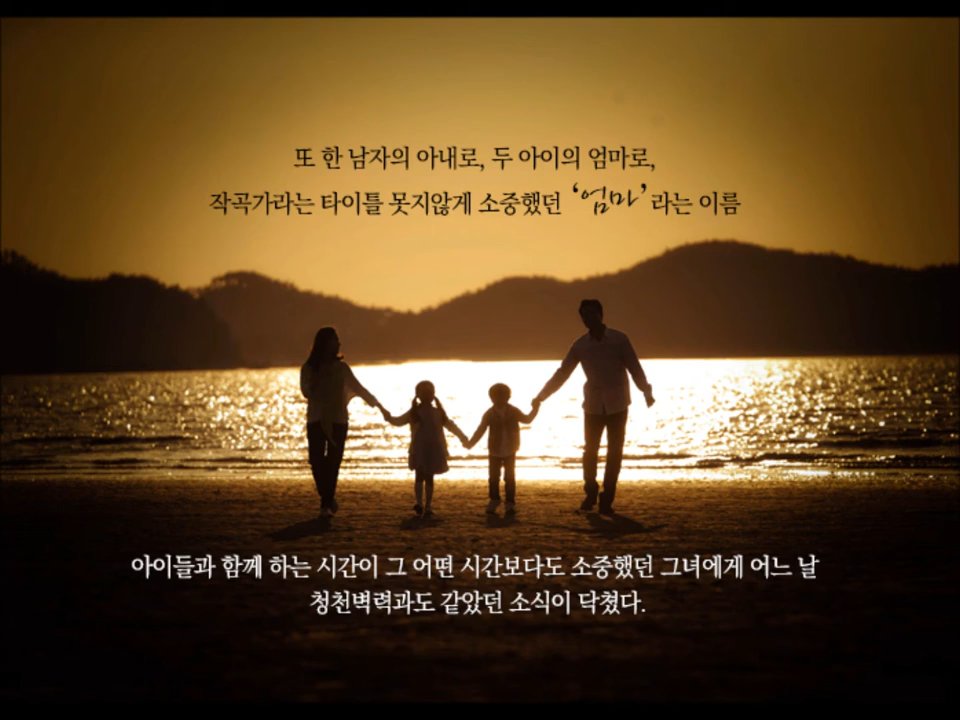 또 한 남자의 아내로, 두 아이의 엄마로,
작곡가라는 타이틀 못지않게 소중했던 ‘엄마’라는 이름
아이들과 함께 하는 시간이 그 어떤 시간보다도 소중했던 그녀에게 어느 날
청천벽력과도 같았던 소식이 닥쳤다.